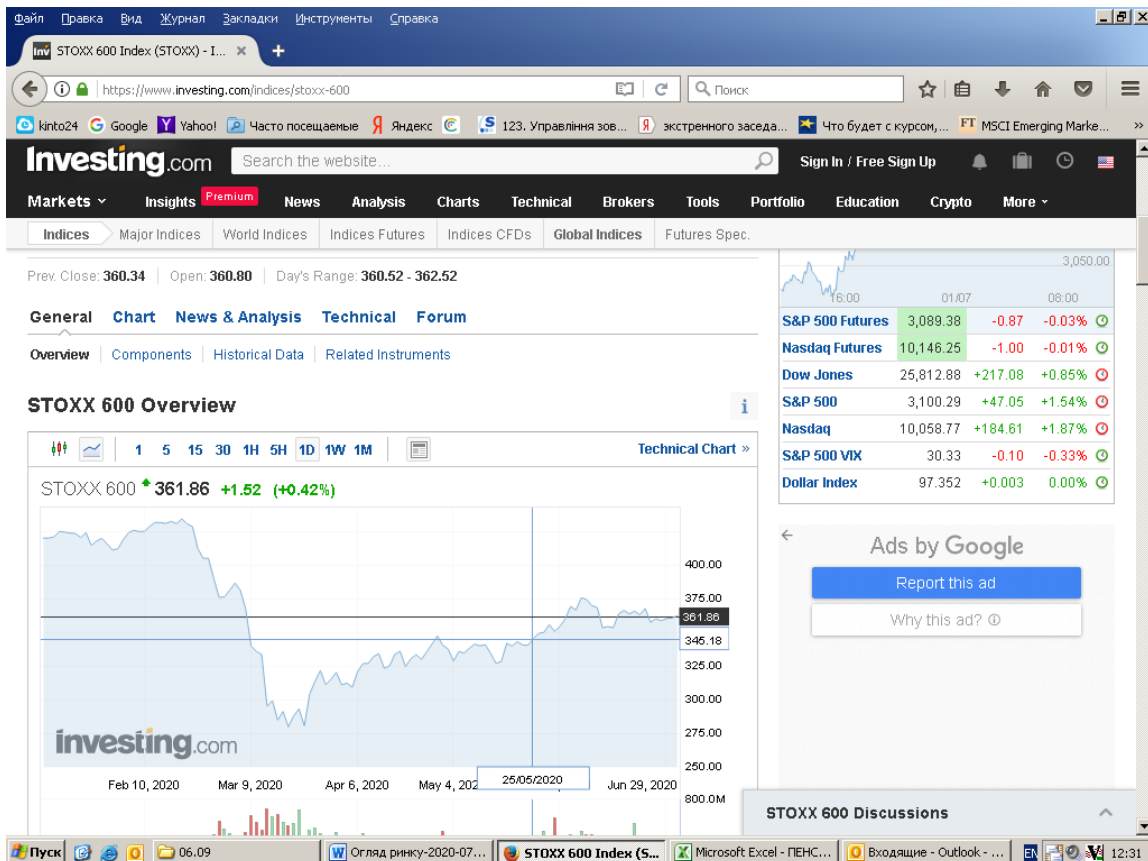 Файл Правка Вид Журнал Закладки Инструменты Справка
Inv STOXX 600 Index (STOXX) - I...
https://www.investing.com/indices/stoxx-600 Поиск
kinto24 Google Yahoo! Часто посещаемые Яндекс 123. Управління зов... экстренного заседа... Что будет с курсом,... FT MSCI Emerging Marke...
Investing.com Search the website... Sign In / Free Sign Up
Markets Insights Premium News Analysis Charts Technical Brokers Tools Portfolio Education Crypto More
Indices Major Indices World Indices Indices Futures Indices CFDs Global Indices Futures Spec.
Prev. Close: 360.34 Open: 360.80 Day's Range: 360.52 - 362.52
General Chart News & Analysis Technical Forum
Overview Components Historical Data Related Instruments
STOXX 600 Overview
1 5 15 30 1H 5H 1D 1W 1M Technical Chart »
STOXX 600 361.86 +1.52 (+0.42%)
400.00
375.00
361.86
345.18
325.00
300.00
275.00
250.00
investing.com
Feb 10, 2020 Mar 9, 2020 Apr 6, 2020 May 4, 202 25/05/2020 Jun 29, 2020
800.0M
3,050.00
16:00 01/07 08:00
S&P 500 Futures 3,089.38 -0.87 -0.03%
Nasdaq Futures 10,146.25 -1.00 -0.01%
Dow Jones 25,812.88 +217.08 +0.85%
S&P 500 3,100.29 +47.05 +1.54%
Nasdaq 10,058.77 +184.61 +1.87%
S&P 500 VIX 30.33 -0.10 -0.33%
Dollar Index 97.352 +0.003 0.00%
Ads by Google
Report this ad
Why this ad?
STOXX 600 Discussions
Пуск 06.09 Огляд ринку-2020-07... STOXX 600 Index (S... Microsoft Excel - ПЕНС... Входящие - Outlook - ... EN 12:31